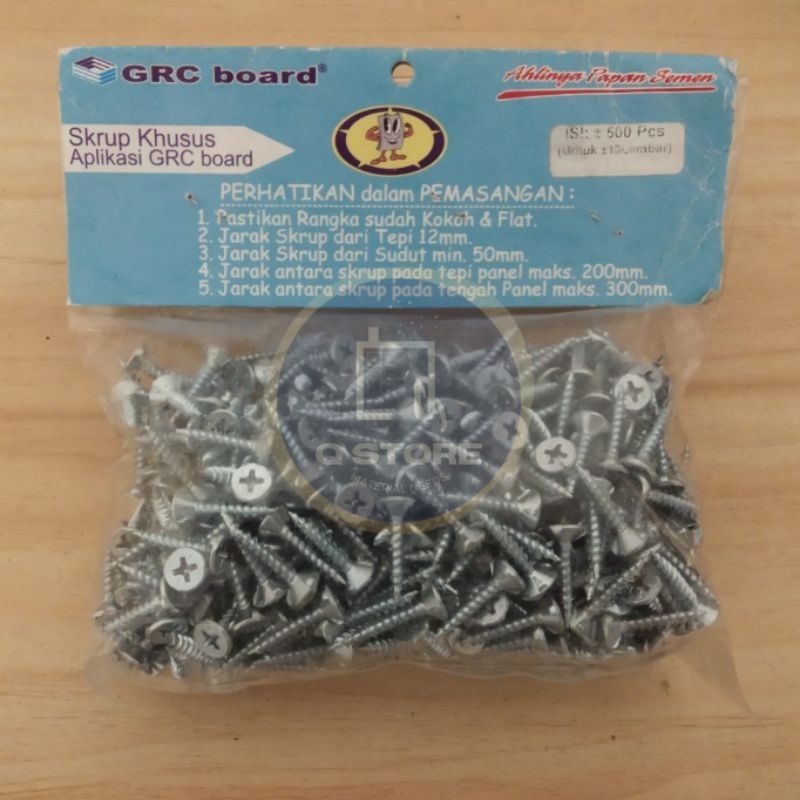 GRC board®
Ahlinya Papan Semen
Skrup Khusus
Aplikasi GRC board
ISI: ± 500 Pcs
(Untuk ±10Lembar)
PERHATIKAN dalam PEMASANGAN :
1. Pastikan Rangka sudah Kokoh & Flat.
2. Jarak Skrup dari Tepi 12mm.
3. Jarak Skrup dari Sudut min. 50mm.
4. Jarak antara skrup pada tepi panel maks. 200mm.
5. Jarak antara skrup pada tengah Panel maks. 300mm.
Q STORE